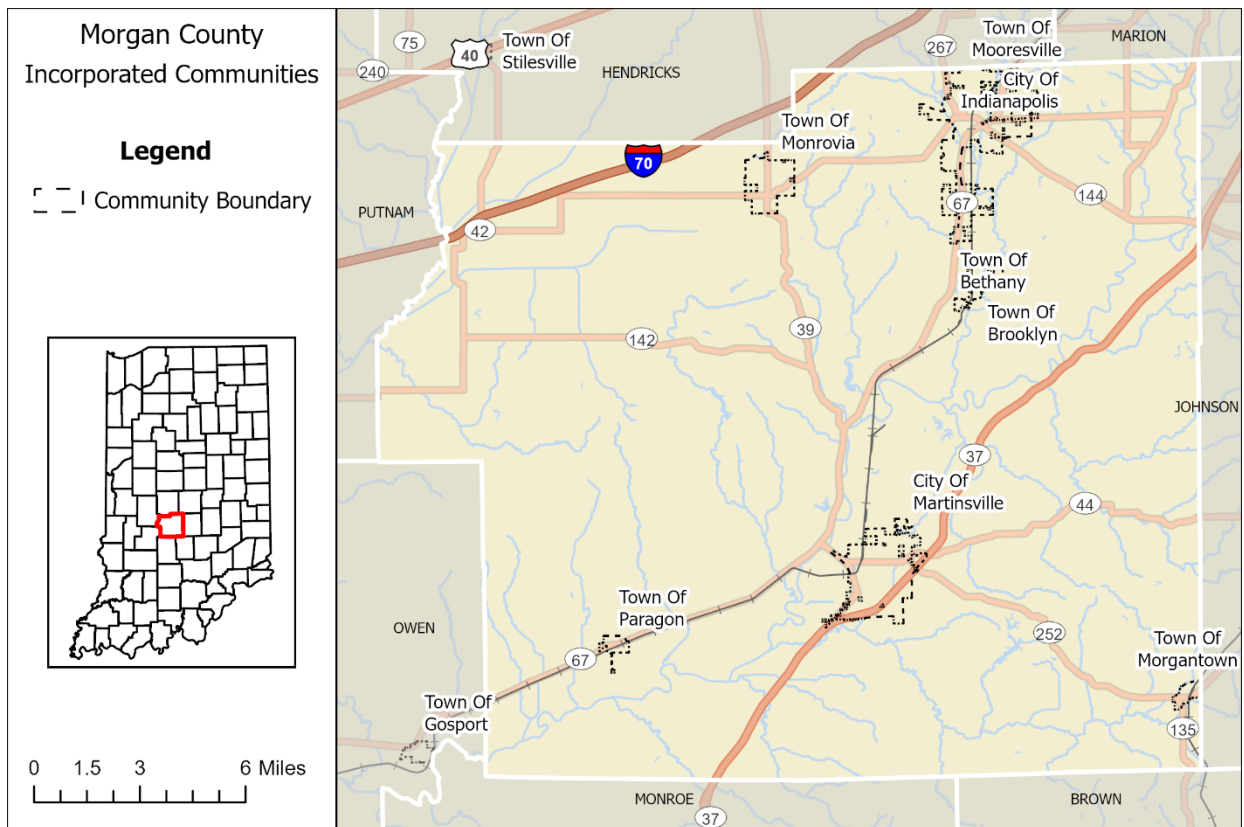 Morgan County
Incorporated Communities
Legend
Community Boundary
0 1.5 3 6 Miles
75
240
40
Town Of
Stilesville
HENDRICKS
267
Town Of
Mooresville
MARION
City Of
Indianapolis
Town Of
Monrovia
70
PUTNAM
42
67
144
Town Of
Bethany
Town Of
Brooklyn
39
142
JOHNSON
37
City Of
Martinsville
44
Town Of
Paragon
OWEN
67
252
Town Of
Morgantown
Town Of
Gosport
135
MONROE
BROWN
37